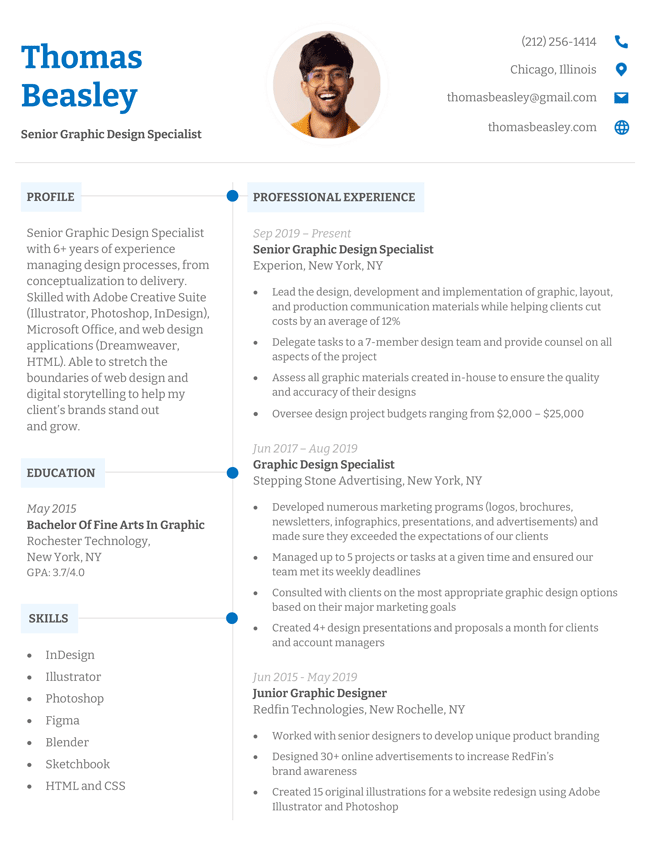 Thomas
Beasley
Senior Graphic Design Specialist
(212) 256-1414
Chicago, Illinois
thomasbeasley@gmail.com
thomasbeasley.com
PROFILE
Senior Graphic Design Specialist
with 6+ years of experience
managing design processes, from
conceptualization to delivery.
Skilled with Adobe Creative Suite
(Illustrator, Photoshop, InDesign),
Microsoft Office, and web design
applications (Dreamweaver,
HTML). Able to stretch the
boundaries of web design and
digital storytelling to help my
client's brands stand out
and grow.
EDUCATION
May 2015
Bachelor Of Fine Arts In Graphic
Rochester Technology,
New York, NY
GPA: 3.7/4.0
SKILLS
• InDesign
• Illustrator
• Photoshop
• Figma
• Blender
• Sketchbook
• HTML and CSS
PROFESSIONAL EXPERIENCE
Sep 2019 – Present
Senior Graphic Design Specialist
Experion, New York, NY
• Lead the design, development and implementation of graphic, layout,
and production communication materials while helping clients cut
costs by an average of 12%
• Delegate tasks to a 7-member design team and provide counsel on all
aspects of the project
• Assess all graphic materials created in-house to ensure the quality
and accuracy of their designs
• Oversee design project budgets ranging from $2,000 – $25,000
Jun 2017 – Aug 2019
Graphic Design Specialist
Stepping Stone Advertising, New York, NY
• Developed numerous marketing programs (logos, brochures,
newsletters, infographics, presentations, and advertisements) and
made sure they exceeded the expectations of our clients
• Managed up to 5 projects or tasks at a given time and ensured our
team met its weekly deadlines
• Consulted with clients on the most appropriate graphic design options
based on their major marketing goals
• Created 4+ design presentations and proposals a month for clients
and account managers
Jun 2015 - May 2019
Junior Graphic Designer
Redfin Technologies, New Rochelle, NY
• Worked with senior designers to develop unique product branding
• Designed 30+ online advertisements to increase RedFin's
brand awareness
• Created 15 original illustrations for a website redesign using Adobe
Illustrator and Photoshop